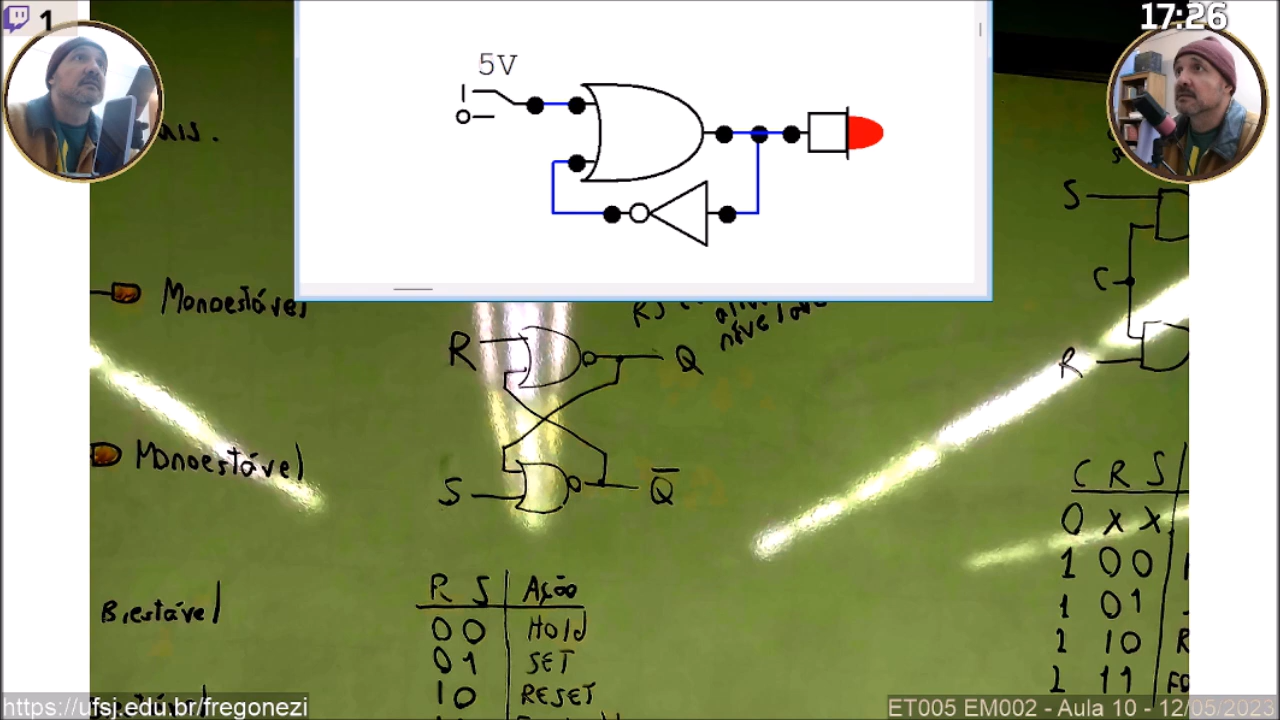 1
17:26
5V
Monoestável
Monoestável
Biestável
R
Q
S
Q̅
R S Ação
0 0 Hold
0 1 SET
1 0 RESET
S
C
R
C R S
0 X X
1 0 0
1 0 1
1 1 0 R
1 1 1 FO
https://ufsj.edu.br/fregonezi
ET005 EM002 - Aula 10 - 12/05/2023